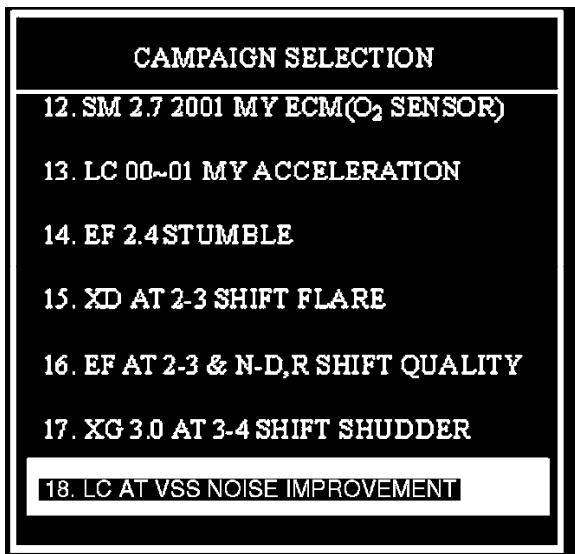 CAMPAIGN SELECTION
12. SM 2.7 2001 MY ECM(O₂ SENSOR)
13. LC 00~01 MY ACCELERATION
14. EF 2.4 STUMBLE
15. XD AT 2-3 SHIFT FLARE
16. EF AT 2-3 & N-D,R SHIFT QUALITY
17. XG 3.0 AT 3-4 SHIFT SHUDDER
18. LC AT VSS NOISE IMPROVEMENT